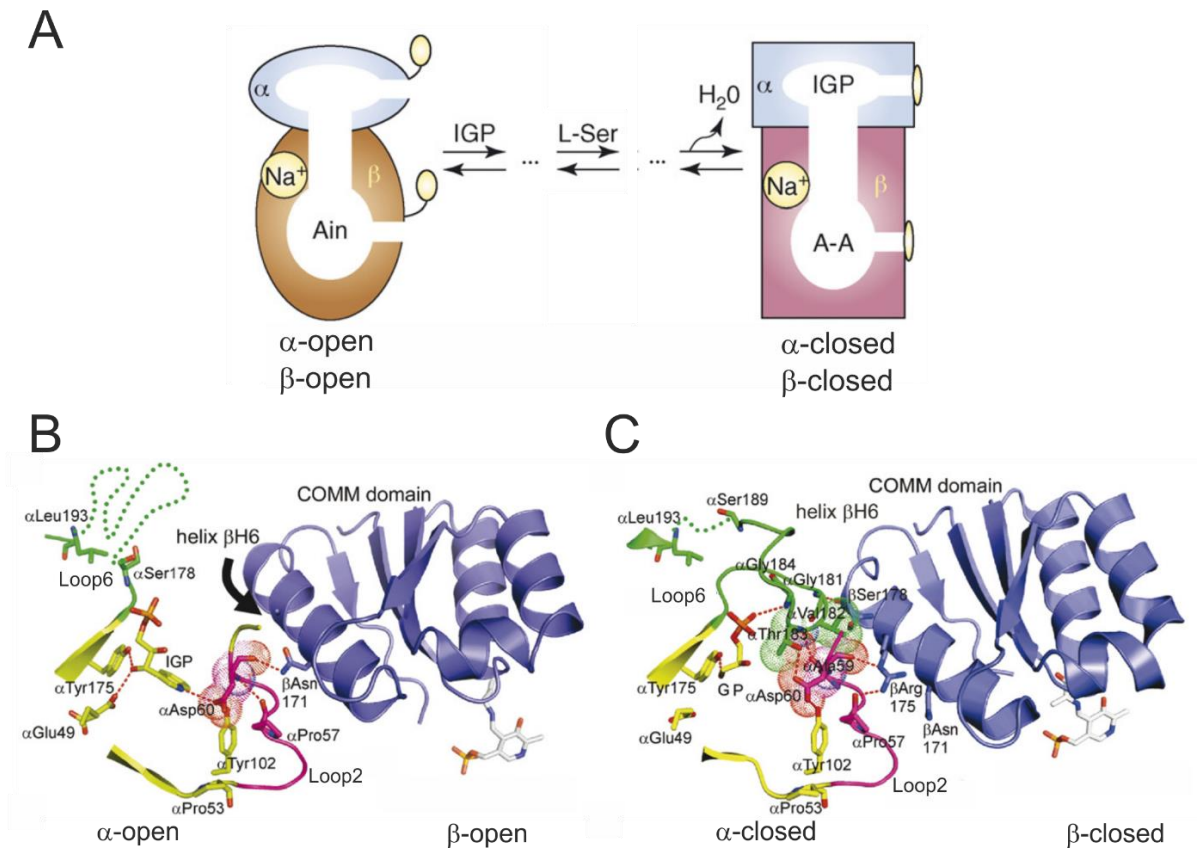 A
α
Na+
β
Ain
IGP
...
L-Ser
...
H20
α
IGP
Na+
β
A-A
α-open
β-open
α-closed
β-closed
B
COMM domain
αLeu193
helix βH6
Loop6
αSer178
IGP
αTyr175
αAsp60
βAsn
171
αGlu49
αPro57
αTyr102
Loop2
αPro53
α-open
β-open
C
COMM domain
αSer189
αLeu193
helix βH6
αGly184
αGly181
Loop6
βSer178
αVal182
αThr183
αAla59
αTyr175
GP
αAsp60
βArg
175
αGlu49
βAsn
171
αPro57
αTyr102
Loop2
αPro53
α-closed
β-closed